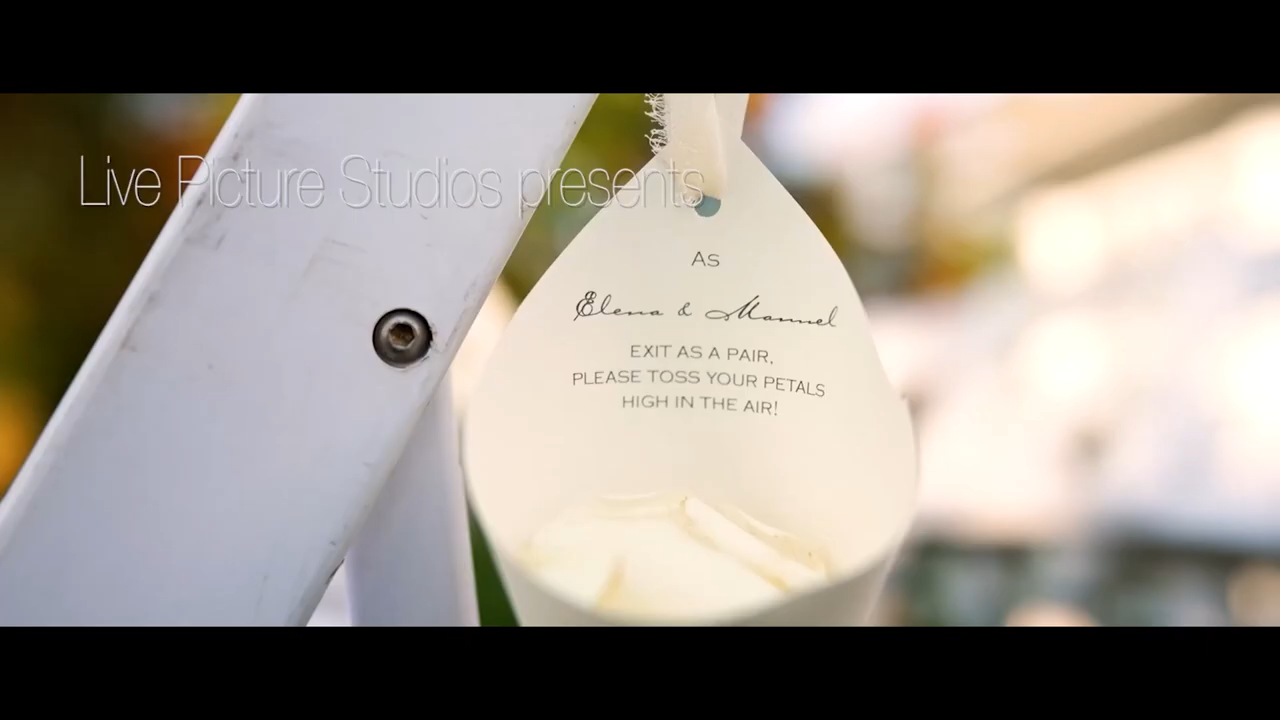 Live Picture Studios presents
AS
Elena & Manuel
EXIT AS A PAIR,
PLEASE TOSS YOUR PETALS
HIGH IN THE AIR!